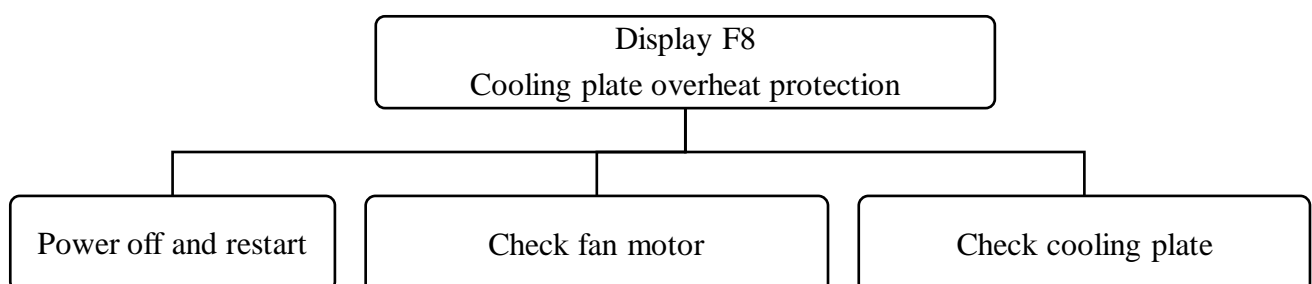 Display F8
Cooling plate overheat protection
Power off and restart
Check fan motor
Check cooling plate